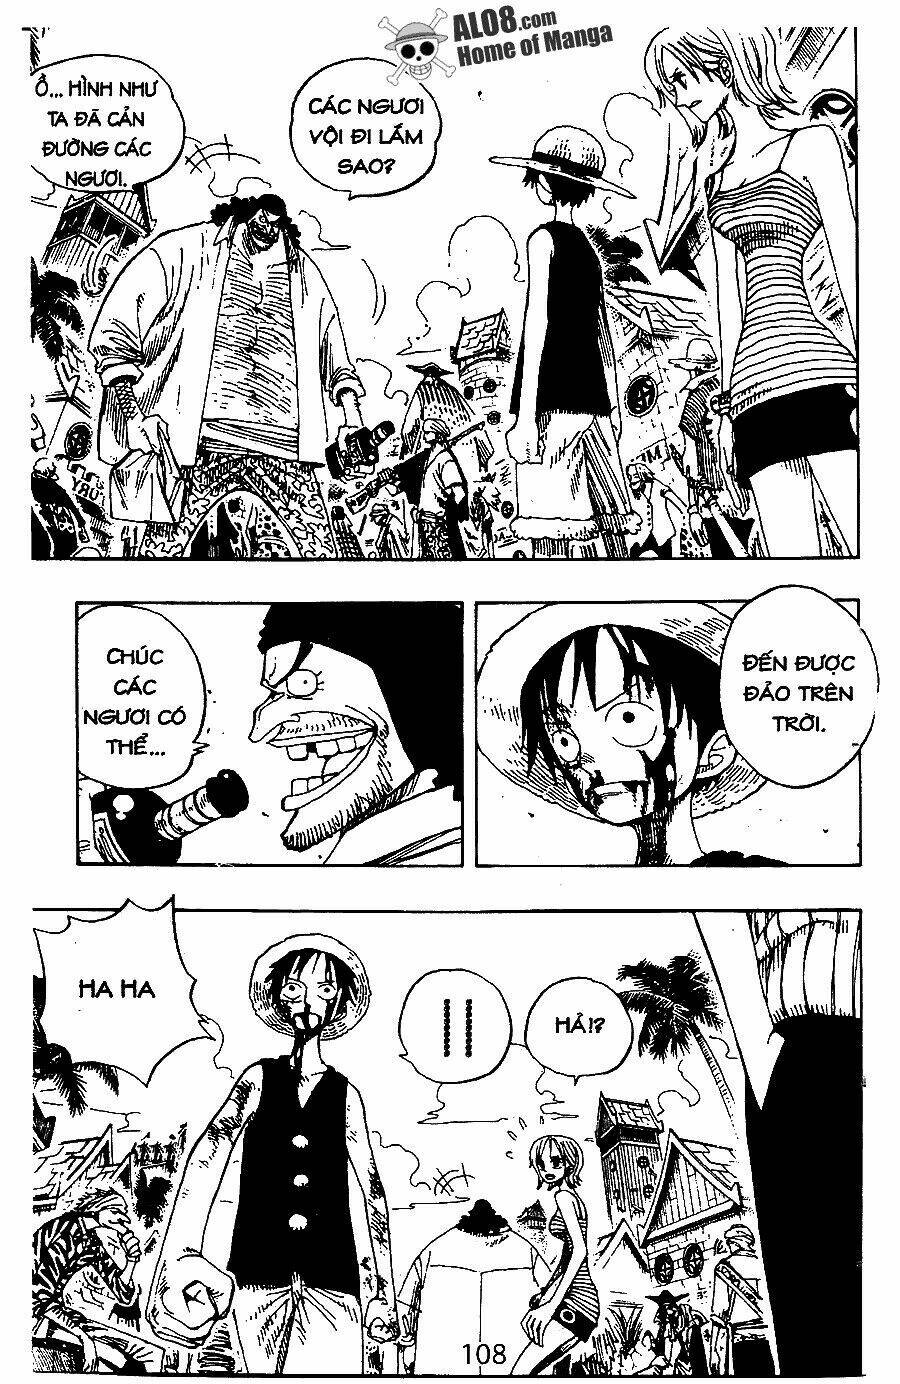 AL08.com
Home of Manga
Ồ... HÌNH NHƯ
TA ĐÃ CẢN
ĐƯỜNG CÁC
NGƯƠI.
CÁC NGƯƠI
VỘI ĐI LẮM
SAO?
CHÚC
CÁC
NGƯƠI CÓ
THỂ...
ĐẾN ĐƯỢC
ĐẢO TRÊN
TRỜI.
HA HA
HẢ!?
108